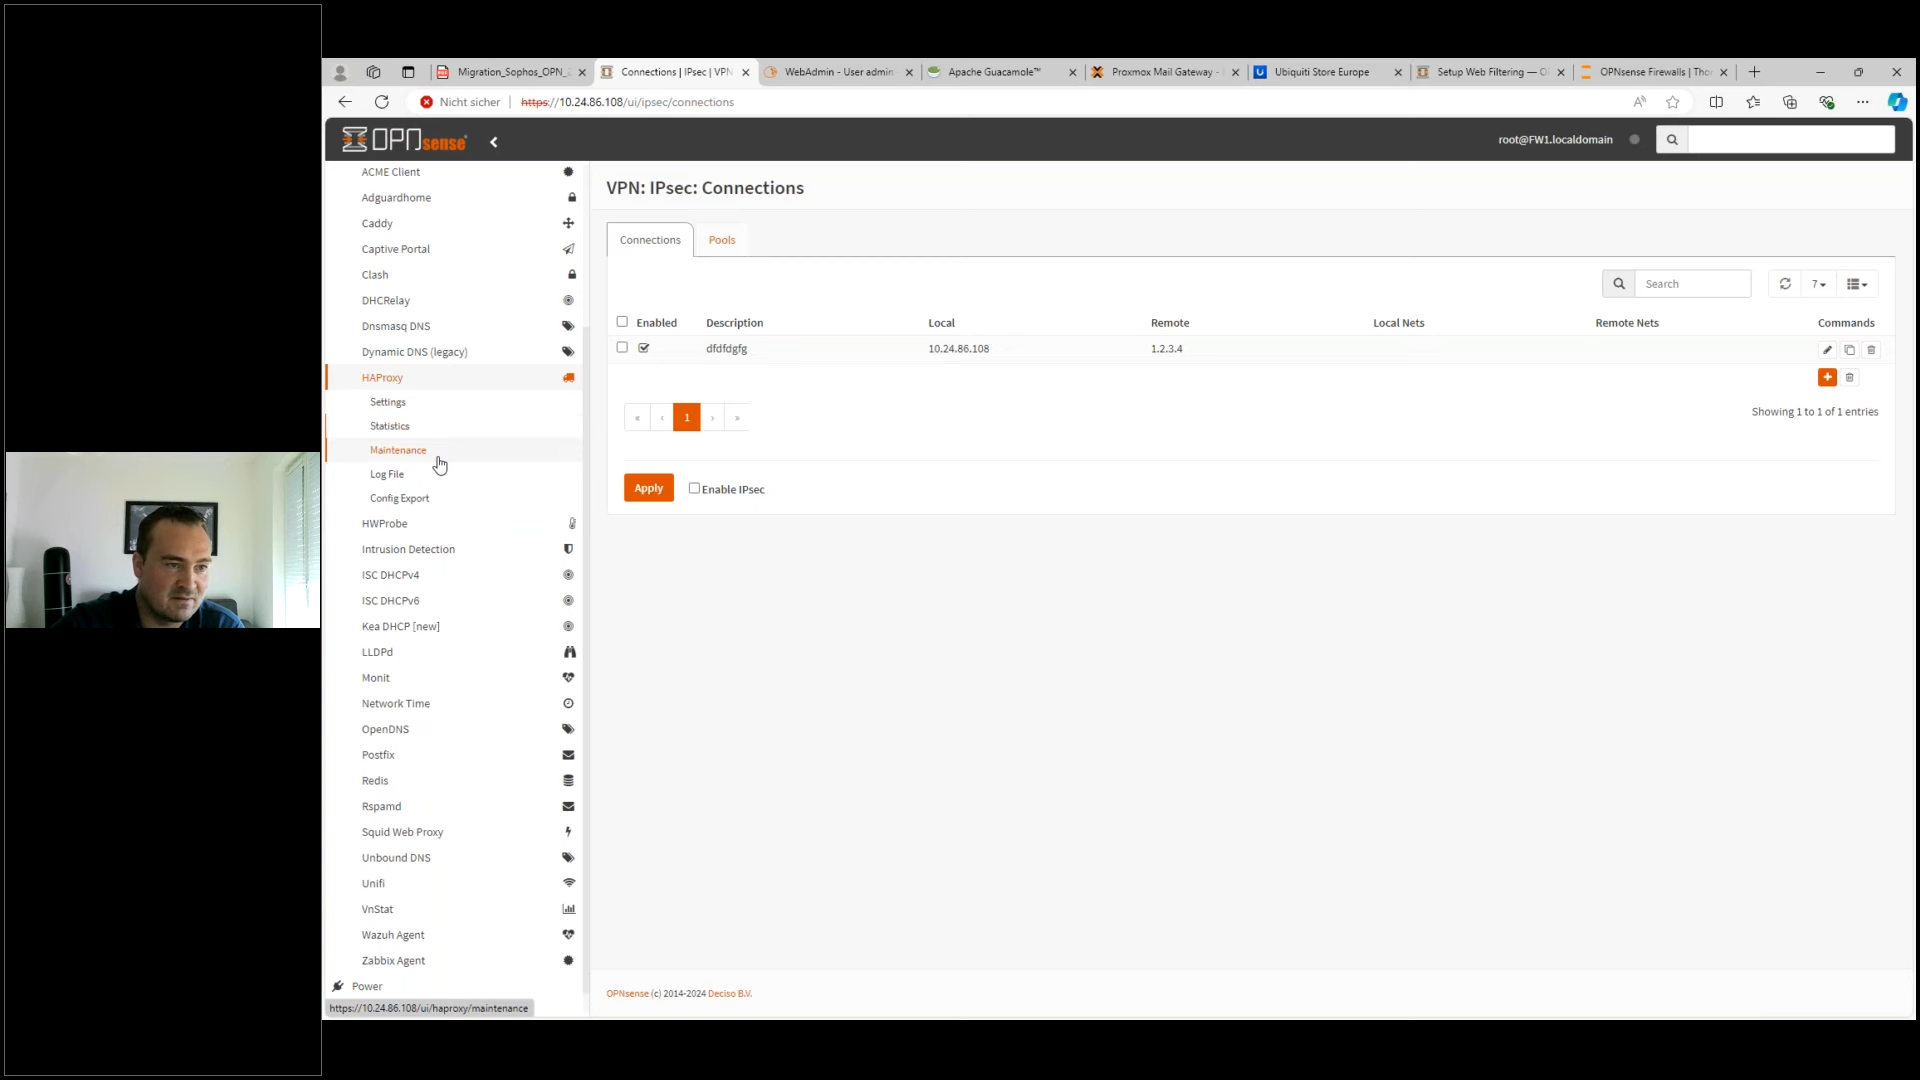 Migration_Sophos_OPN_
Connections | IPsec | VPN
WebAdmin - User admin
Apache Guacamole™
Proxmox Mail Gateway -
Ubiquiti Store Europe
Setup Web Filtering — O
OPNsense Firewalls | Tho
Nicht sicher
https://10.24.86.108/ui/ipsec/connections
OPNsense
root@FW1.localdomain
ACME Client
Adguardhome
Caddy
Captive Portal
Clash
DHCRelay
Dnsmasq DNS
Dynamic DNS (legacy)
HAProxy
Settings
Statistics
Maintenance
Log File
Config Export
HWProbe
Intrusion Detection
ISC DHCPv4
ISC DHCPv6
Kea DHCP [new]
LLDPd
Monit
Network Time
OpenDNS
Postfix
Redis
Rspamd
Squid Web Proxy
Unbound DNS
Unifi
VnStat
Wazuh Agent
Zabbix Agent
Power
https://10.24.86.108/ui/haproxy/maintenance
VPN: IPsec: Connections
Connections
Pools
Search
7
Enabled Description Local Remote Local Nets Remote Nets Commands
dfdfdgfg 10.24.86.108 1.2.3.4
« ‹ 1 › »
Showing 1 to 1 of 1 entries
Apply
Enable IPsec
OPNsense (c) 2014-2024 Deciso B.V.